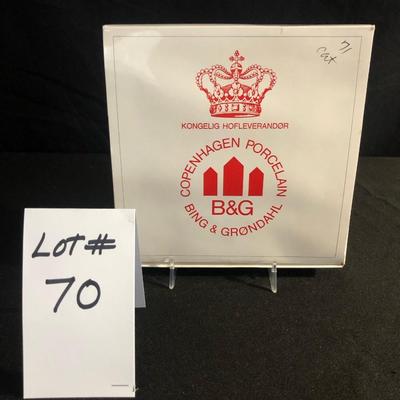 KONGELIG HOFLEVERANDØR
COPENHAGEN PORCELAIN
B&G
BING & GRØNDAHL
LOT #
70